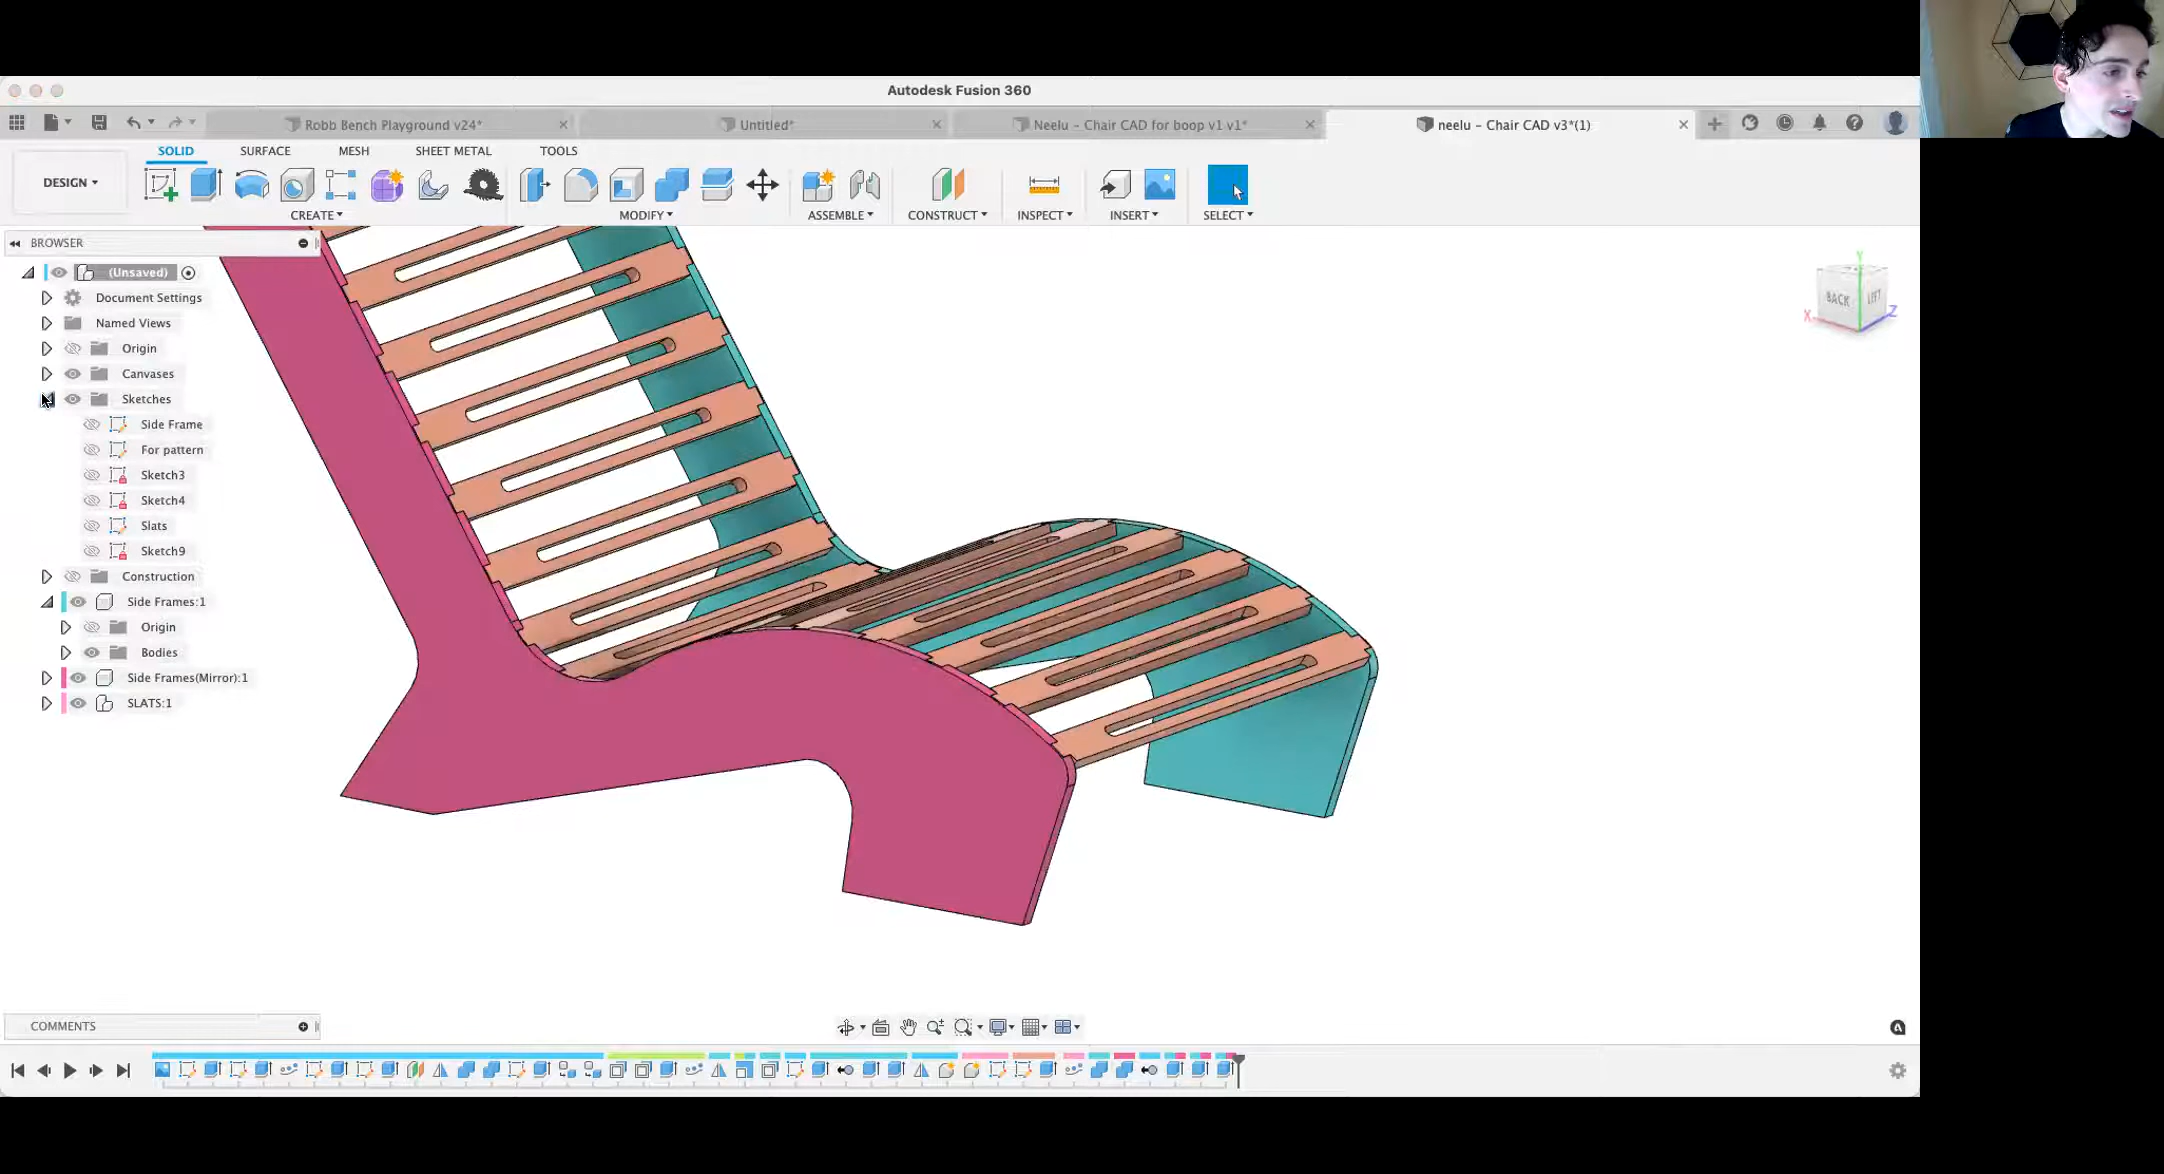 Autodesk Fusion 360
Robb Bench Playground v24*
Untitled*
Neelu - Chair CAD for boop v1 v1*
neelu - Chair CAD v3*(1)
SOLID
SURFACE
MESH
SHEET METAL
TOOLS
DESIGN
CREATE
MODIFY
ASSEMBLE
CONSTRUCT
INSPECT
INSERT
SELECT
BROWSER
(Unsaved)
Document Settings
Named Views
Origin
Canvases
Sketches
Side Frame
For pattern
Sketch3
Sketch4
Slats
Sketch9
Construction
Side Frames:1
Origin
Bodies
Side Frames(Mirror):1
SLATS:1
Y
BACK
LEFT
X
Z
COMMENTS